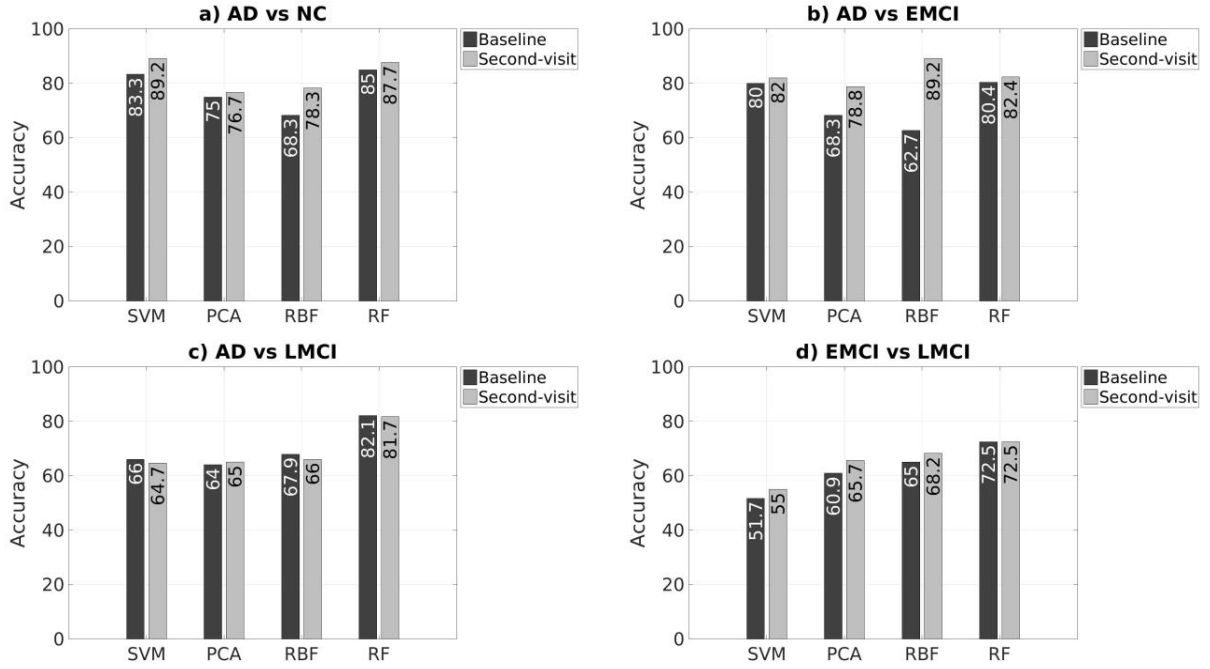 a) AD vs NC
Baseline
Second-visit
Accuracy
100
80
60
40
20
0
83.3
89.2
75
76.7
68.3
78.3
85
87.7
SVM PCA RBF RF
b) AD vs EMCI
Baseline
Second-visit
Accuracy
100
80
60
40
20
0
80
82
68.3
78.8
62.7
89.2
80.4
82.4
SVM PCA RBF RF
c) AD vs LMCI
Baseline
Second-visit
Accuracy
100
80
60
40
20
0
66
64.7
64
65
67.9
66
82.1
81.7
SVM PCA RBF RF
d) EMCI vs LMCI
Baseline
Second-visit
Accuracy
100
80
60
40
20
0
51.7
55
60.9
65.7
65
68.2
72.5
72.5
SVM PCA RBF RF